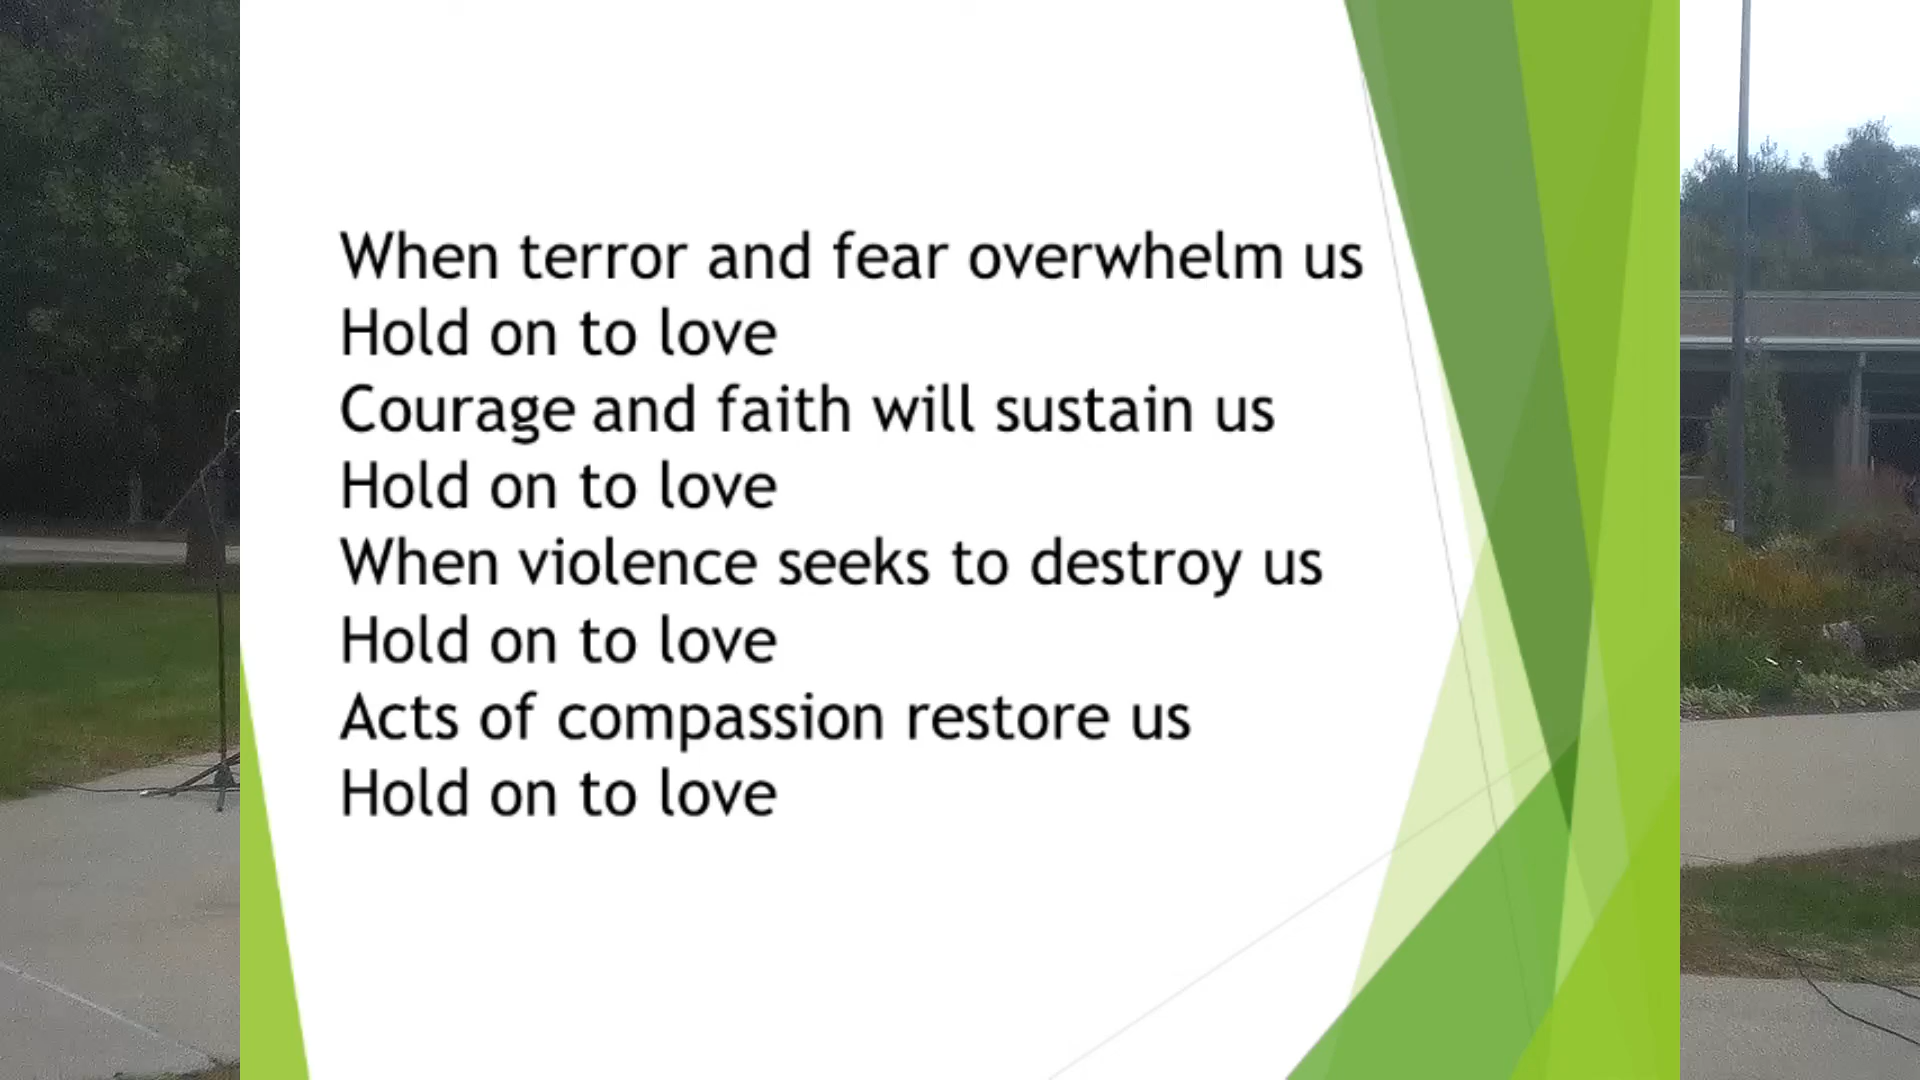 When terror and fear overwhelm us
Hold on to love
Courage and faith will sustain us
Hold on to love
When violence seeks to destroy us
Hold on to love
Acts of compassion restore us
Hold on to love